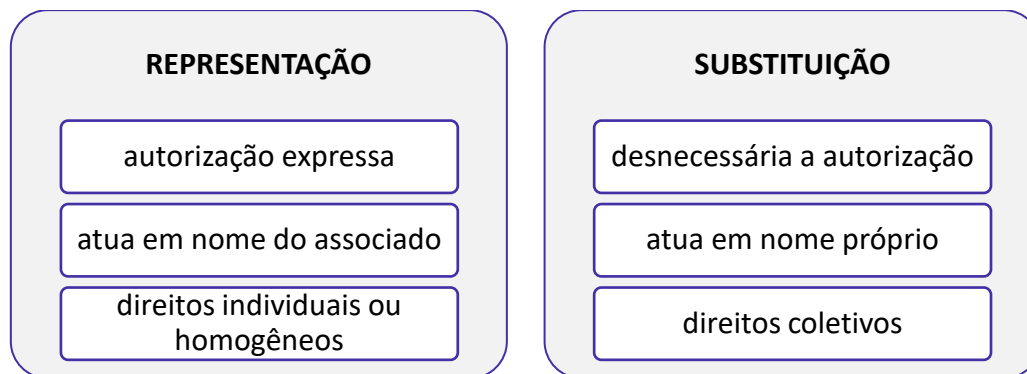 REPRESENTAÇÃO
autorização expressa
atua em nome do associado
direitos individuais ou
homogêneos
SUBSTITUIÇÃO
desnecessária a autorização
atua em nome próprio
direitos coletivos